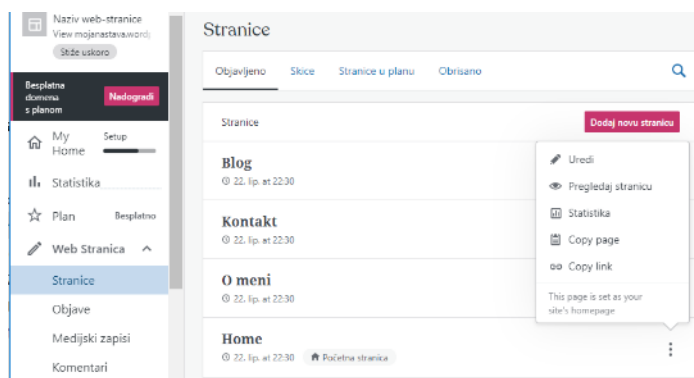 Naziv web-stranice
View mojanastava.word
Stiže uskoro
Besplatna
domena
s planom
Nadogradi
My
Home
Setup
Statistika
Plan
Besplatno
Web Stranica
Stranice
Objave
Medijski zapisi
Komentari
Stranice
Objavljeno
Skice
Stranice u planu
Obrisano
Stranice
Dodaj novu stranicu
Blog
22. lip. at 22:30
Kontakt
22. lip. at 22:30
O meni
22. lip. at 22:30
Home
22. lip. at 22:30
Početna stranica
Uredi
Pregledaj stranicu
Statistika
Copy page
Copy link
This page is set as your
site's homepage